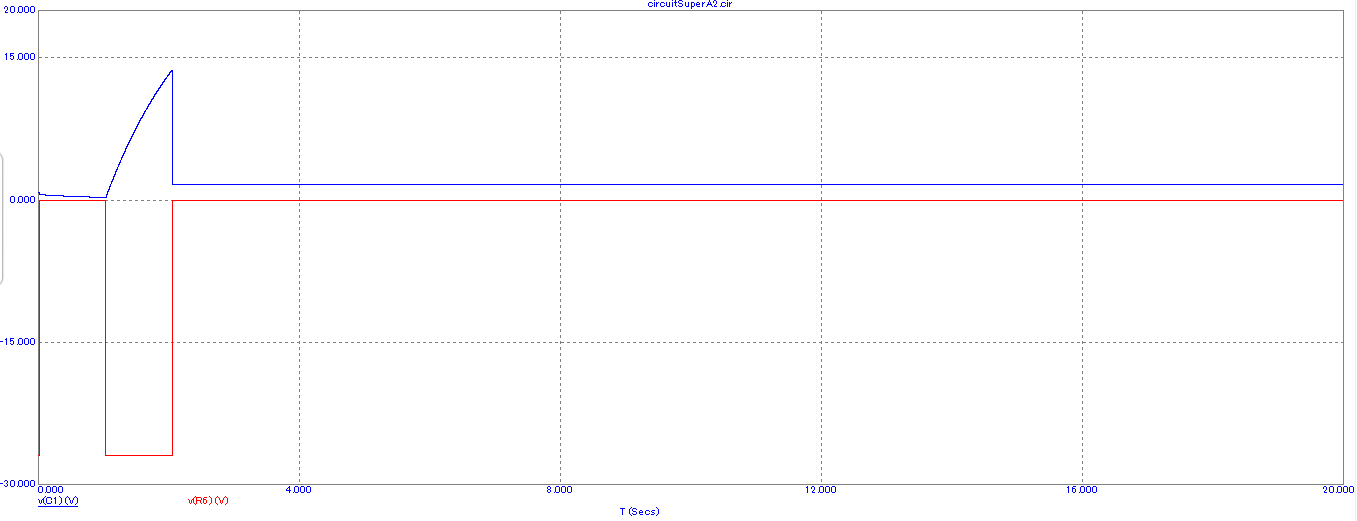 circuitSuperA2.cir
20.000
15.000
0.000
-15.000
-30.000
0.000 4.000 8.000 12.000 16.000 20.000
v(C1) (V) v(R6) (V)
T (Secs)